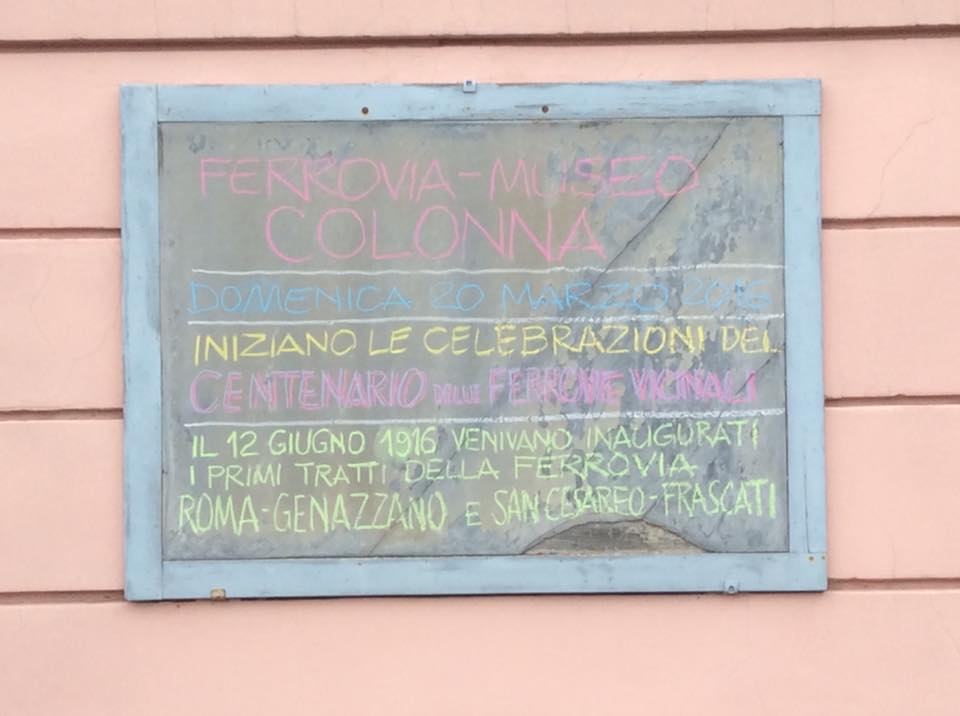 FERROVIA-MUSEO
COLONNA
DOMENICA 20 MARZO 2016
INIZIANO LE CELEBRAZIONI DEL
CENTENARIO DELLE FERROVIE VICINALI
IL 12 GIUGNO 1916 VENIVANO INAUGURATI
I PRIMI TRATTI DELLA FERROVIA
ROMA-GENAZZANO E SAN CESAREO-FRASCATI